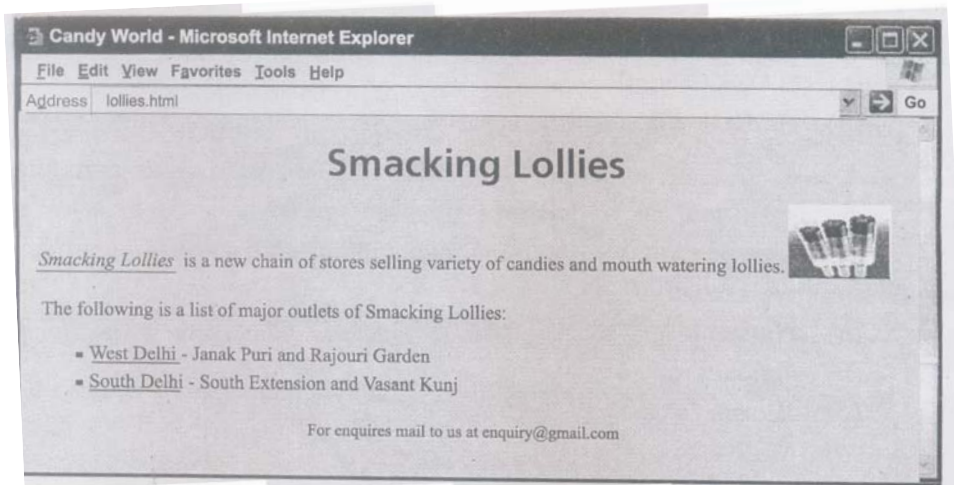 Candy World - Microsoft Internet Explorer
File Edit View Favorites Tools Help
Address lollies.html Go
Smacking Lollies
Smacking Lollies is a new chain of stores selling variety of candies and mouth watering lollies.
The following is a list of major outlets of Smacking Lollies:
▪ West Delhi - Janak Puri and Rajouri Garden
▪ South Delhi - South Extension and Vasant Kunj
For enquires mail to us at enquiry@gmail.com